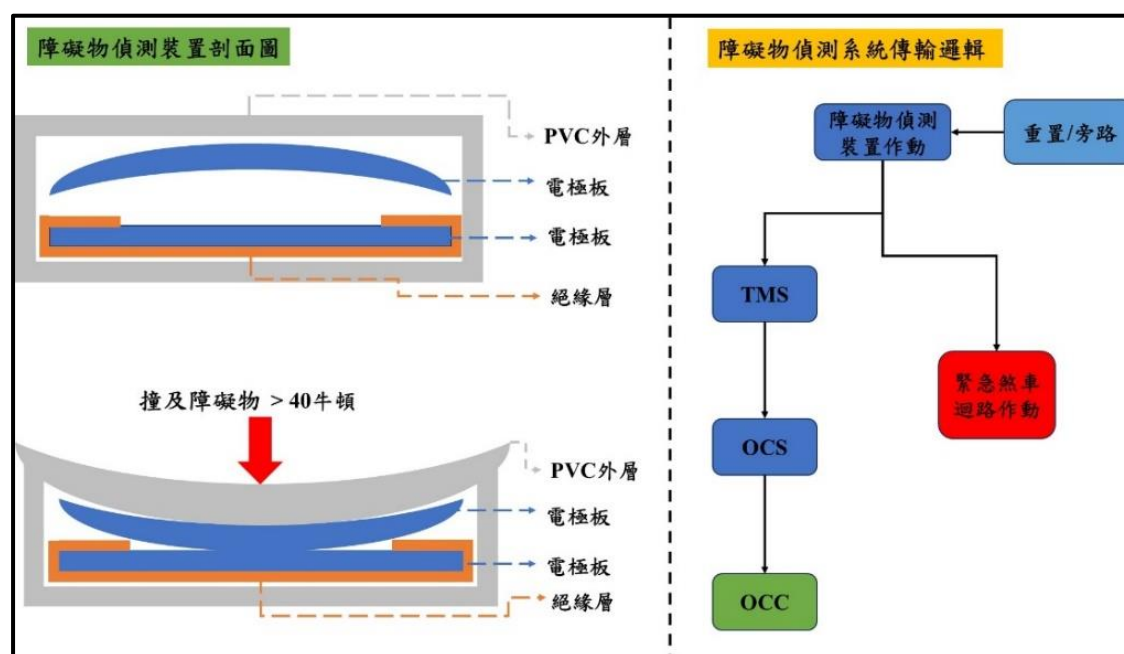 障礙物偵測裝置剖面圖
PVC外層
電極板
電極板
絕緣層
撞及障礙物 > 40牛頓
PVC外層
電極板
電極板
絕緣層
障礙物偵測系統傳輸邏輯
障礙物偵測
裝置作動
重置/旁路
TMS
緊急煞車
迴路作動
OCS
OCC